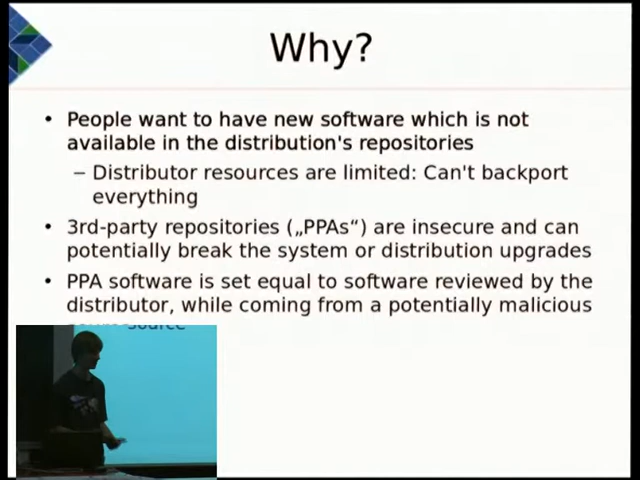 Why?
• People want to have new software which is not
available in the distribution's repositories
– Distributor resources are limited: Can't backport
everything
• 3rd-party repositories („PPAs“) are insecure and can
potentially break the system or distribution upgrades
• PPA software is set equal to software reviewed by the
distributor, while coming from a potentially malicious
source